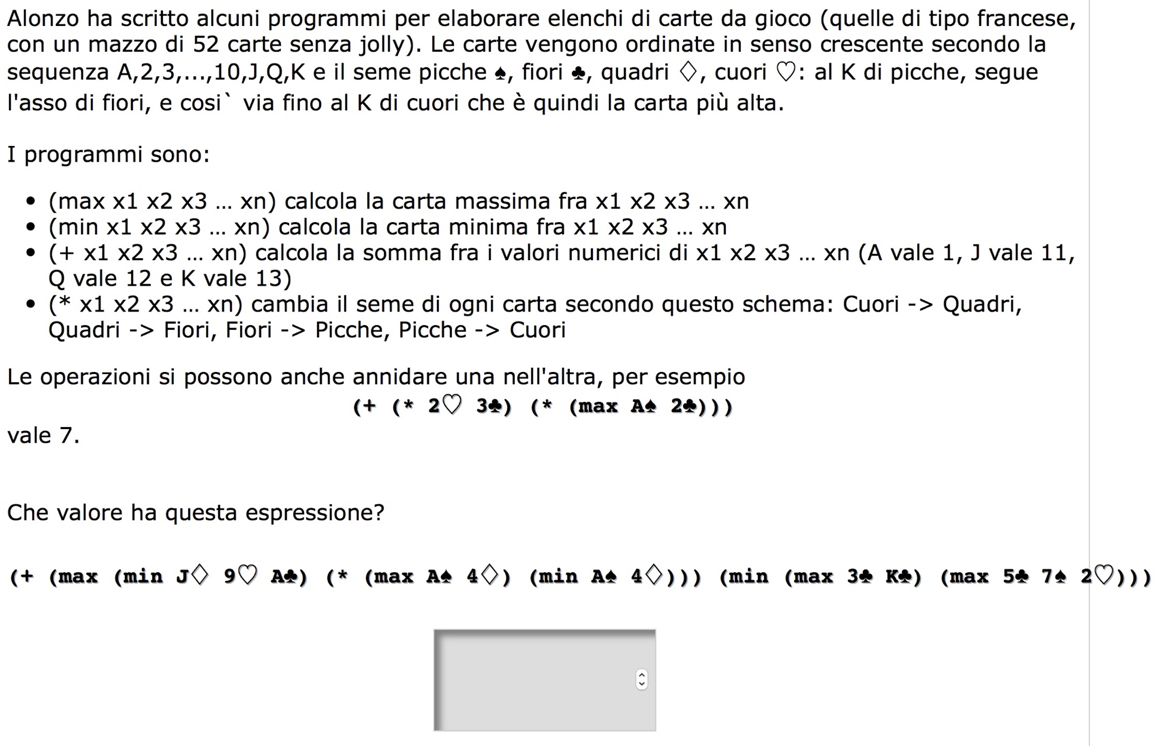 Alonzo ha scritto alcuni programmi per elaborare elenchi di carte da gioco (quelle di tipo francese,
con un mazzo di 52 carte senza jolly). Le carte vengono ordinate in senso crescente secondo la
sequenza A,2,3,...,10,J,Q,K e il seme picche ♠, fiori ♣, quadri ♢, cuori ♡: al K di picche, segue
l'asso di fiori, e cosi` via fino al K di cuori che è quindi la carta più alta.
I programmi sono:
• (max x1 x2 x3 ... xn) calcola la carta massima fra x1 x2 x3 ... xn
• (min x1 x2 x3 ... xn) calcola la carta minima fra x1 x2 x3 ... xn
• (+ x1 x2 x3 ... xn) calcola la somma fra i valori numerici di x1 x2 x3 ... xn (A vale 1, J vale 11,
Q vale 12 e K vale 13)
• (* x1 x2 x3 ... xn) cambia il seme di ogni carta secondo questo schema: Cuori -> Quadri,
Quadri -> Fiori, Fiori -> Picche, Picche -> Cuori
Le operazioni si possono anche annidare una nell'altra, per esempio
(+ (* 2♡ 3♣) (* (max A♠ 2♣)))
vale 7.
Che valore ha questa espressione?
(+ (max (min J♢ 9♡ A♣) (* (max A♠ 4♢) (min A♠ 4♢))) (min (max 3♣ K♣) (max 5♣ 7♠ 2♡)))